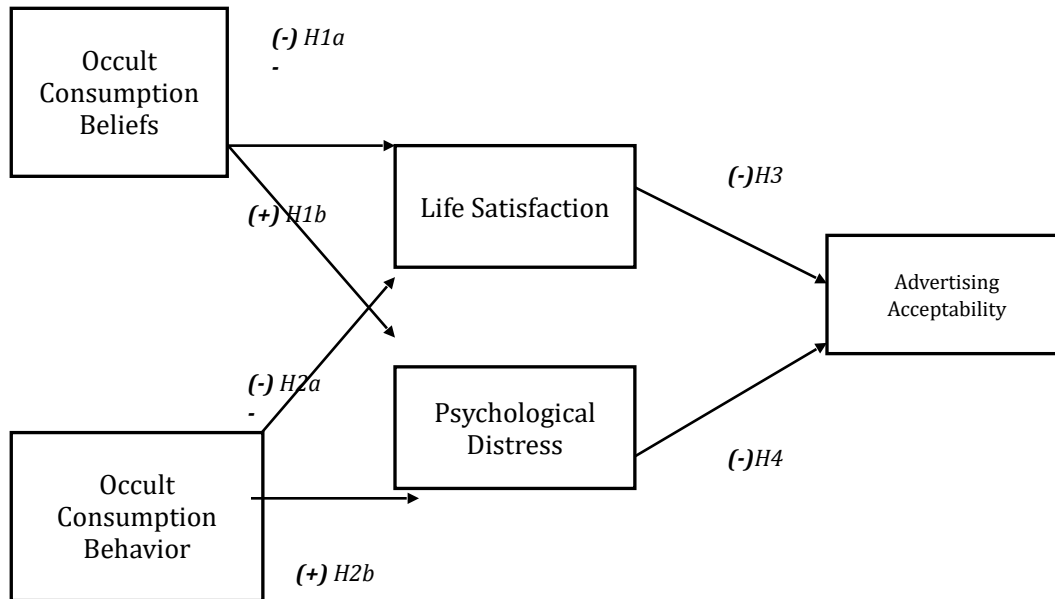 Occult
Consumption
Beliefs
(-) H1a
-
(+) H1b
Life Satisfaction
(-)H3
Advertising
Acceptability
(-) H2a
-
Psychological
Distress
(-)H4
Occult
Consumption
Behavior
(+) H2b